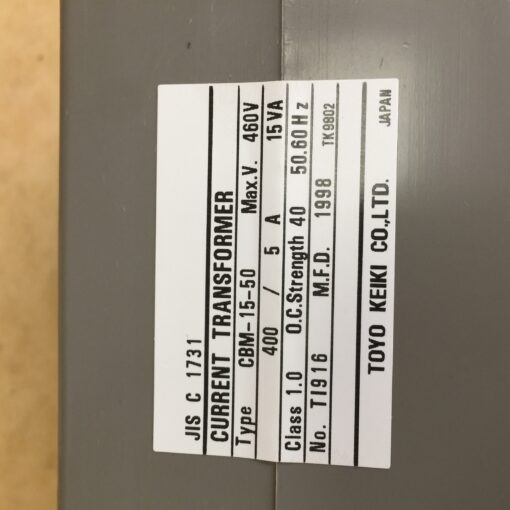 JIS C 1731
CURRENT TRANSFORMER
Type CBM-15-50 Max.V. 460V
400 / 5 A 15VA
Class 1.0 O.C.Strength 40 50.60Hz
No. TI916 M.F.D. 1998 TK9802
TOYO KEIKI CO.,LTD. JAPAN